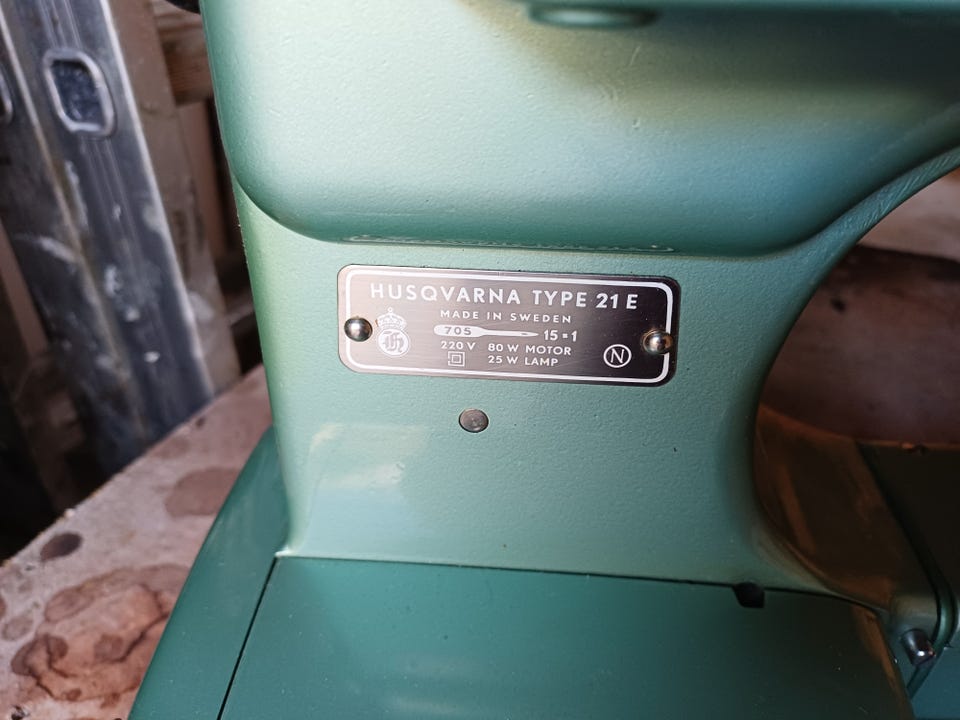 HUSQVARNA TYPE 21 E
MADE IN SWEDEN
705 15=1
220 V 80 W MOTOR
25 W LAMP
N